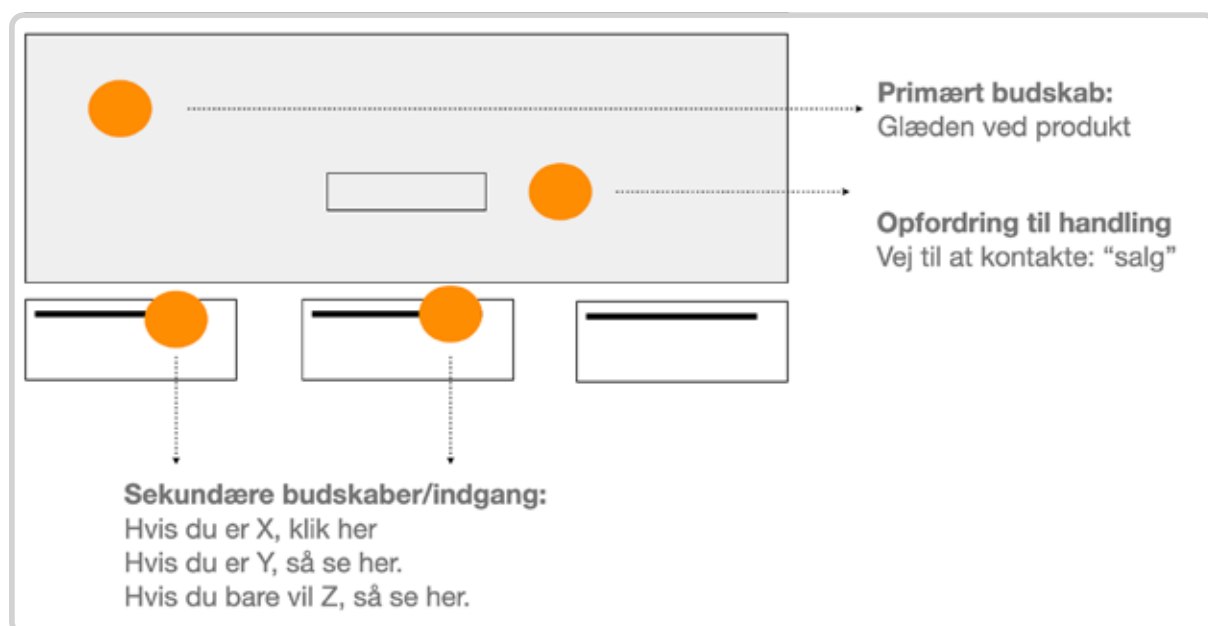 Primært budskab:
Glæden ved produkt
Opfordring til handling
Vej til at kontakte: “salg”
Sekundære budskaber/indgang:
Hvis du er X, klik her
Hvis du er Y, så se her.
Hvis du bare vil Z, så se her.